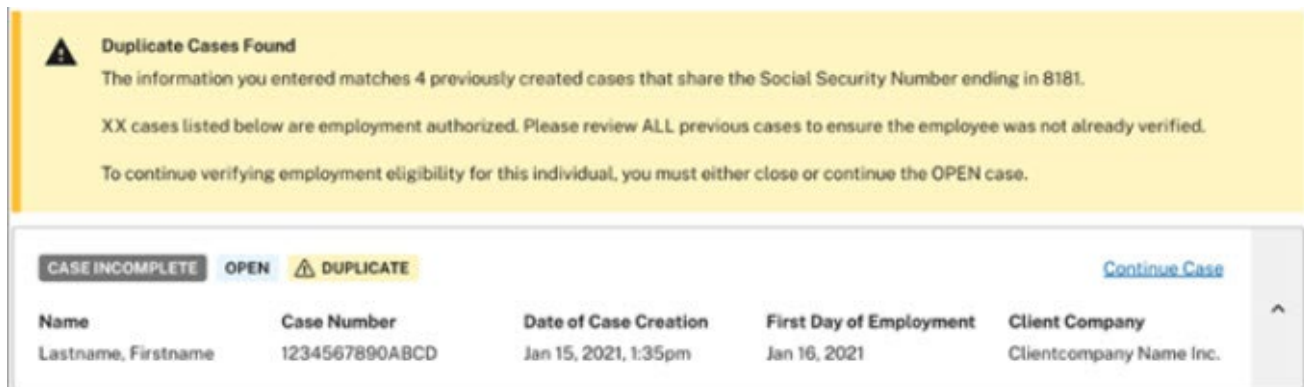 Duplicate Cases Found
The information you entered matches 4 previously created cases that share the Social Security Number ending in 8181.
XX cases listed below are employment authorized. Please review ALL previous cases to ensure the employee was not already verified.
To continue verifying employment eligibility for this individual, you must either close or continue the OPEN case.
CASE INCOMPLETE OPEN DUPLICATE Continue Case
Name Case Number Date of Case Creation First Day of Employment Client Company
Lastname, Firstname 1234567890ABCD Jan 15, 2021, 1:35pm Jan 16, 2021 Clientcompany Name Inc.